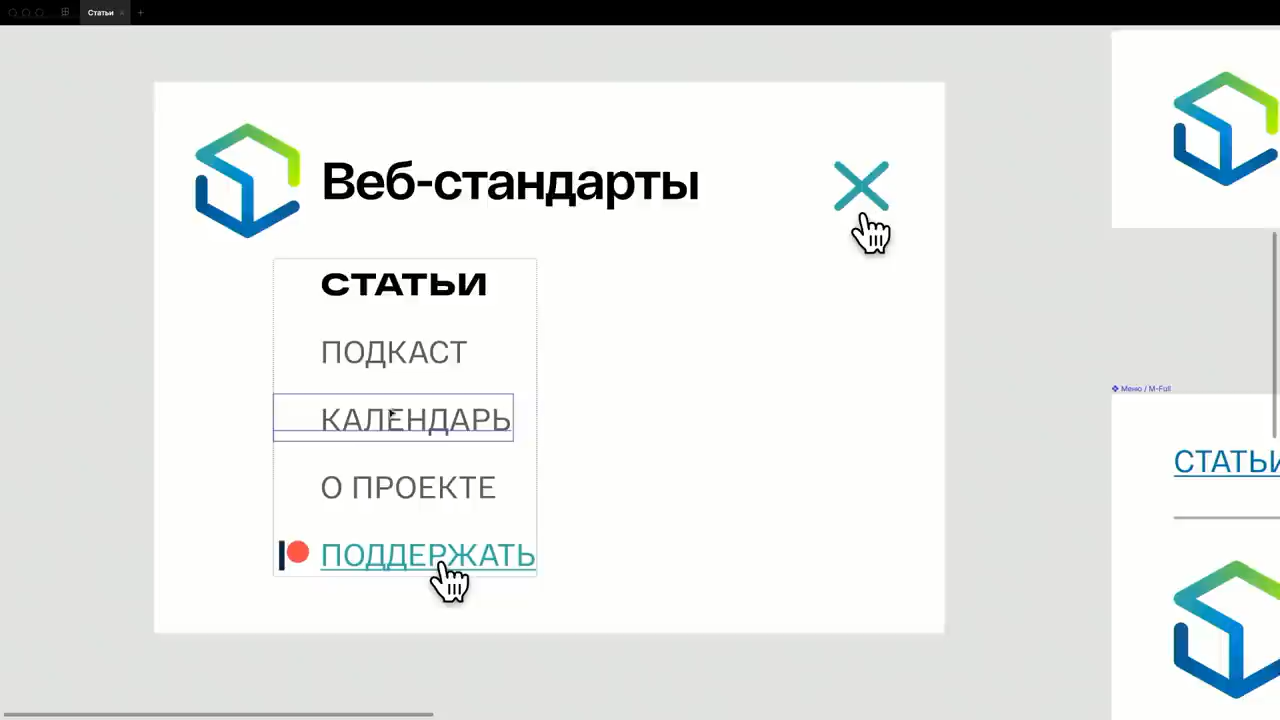 Статьи
Веб-стандарты
СТАТЬИ
ПОДКАСТ
КАЛЕНДАРЬ
О ПРОЕКТЕ
ПОДДЕРЖАТЬ
Меню / M-Full
СТАТЬИ